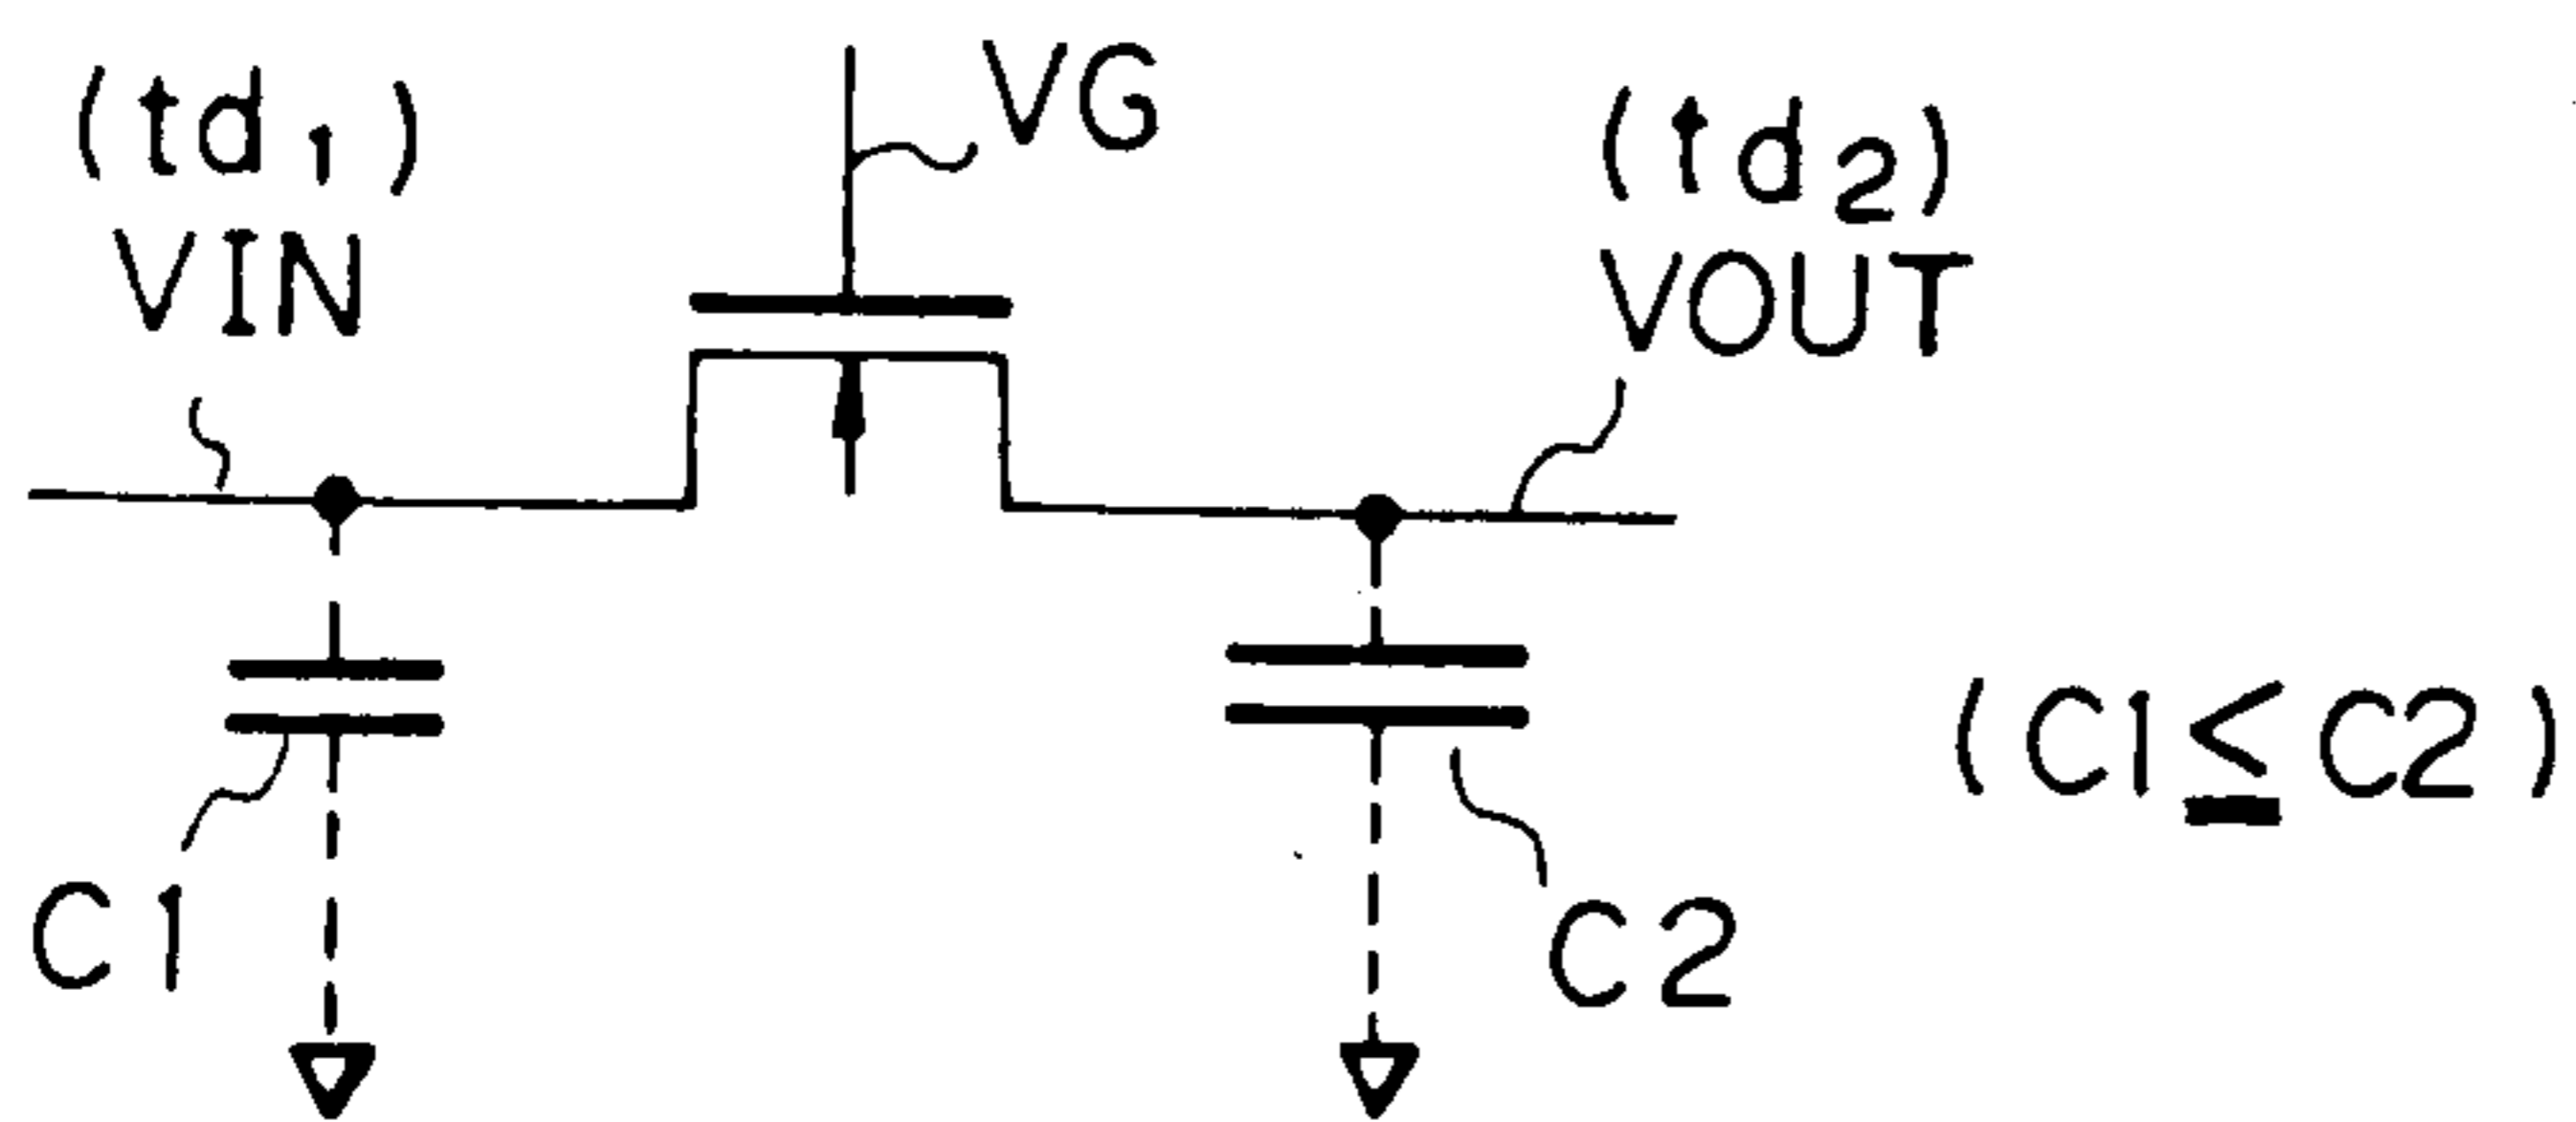 (td1)
VIN
VG
(td2)
VOUT
C1
C2
(C1≦C2)